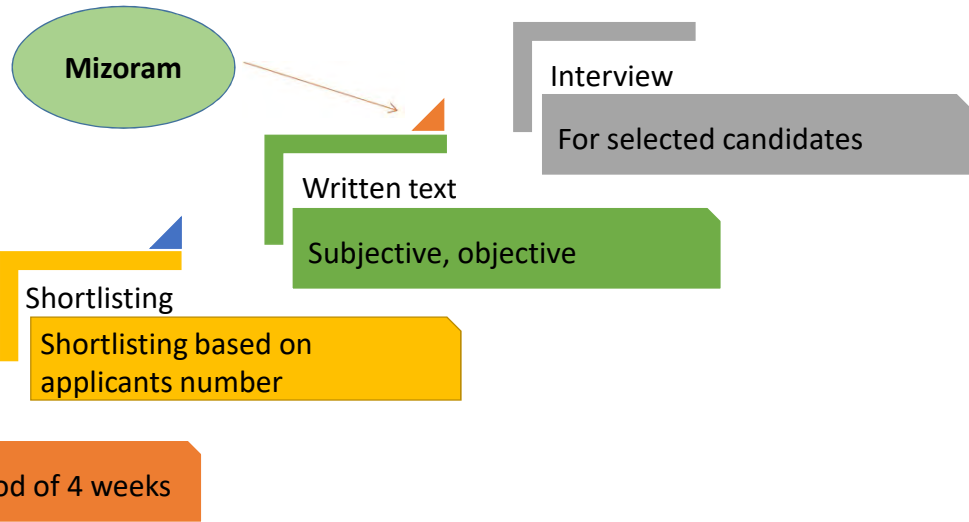 Mizoram
Interview
For selected candidates
Written text
Subjective, objective
Shortlisting
Shortlisting based on
applicants number
of 4 weeks